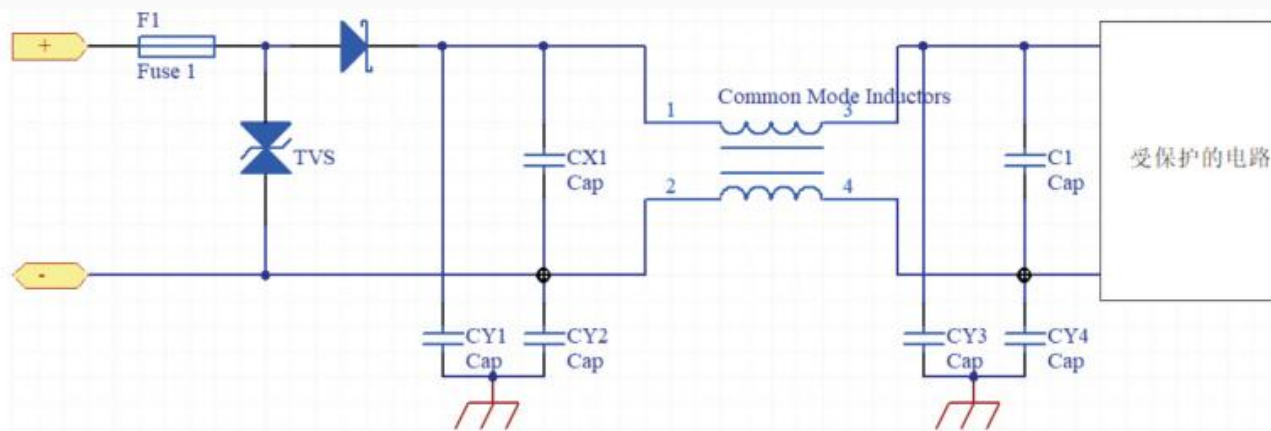 F1
+
Fuse 1
TVS
CX1
Cap
Common Mode Inductors
1
3
2
4
C1
Cap
受保护的电路
-
CY1
Cap
CY2
Cap
CY3
Cap
CY4
Cap